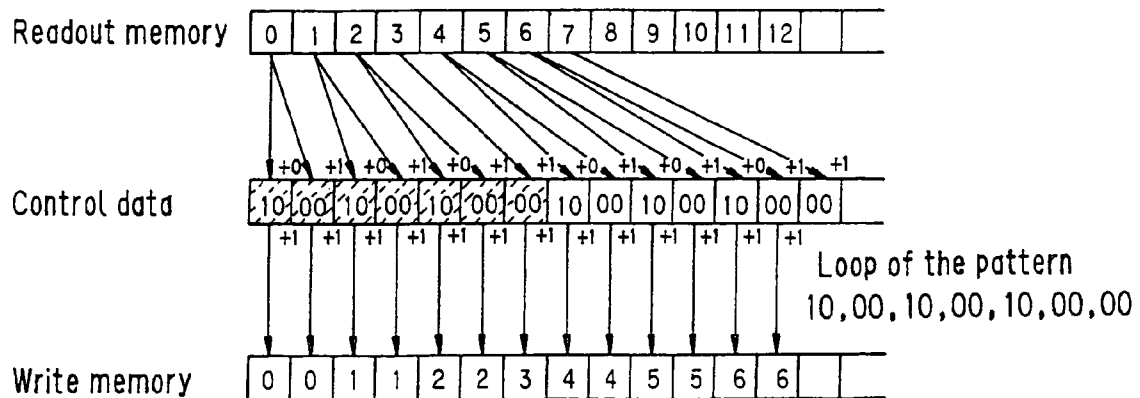 Readout memory 0 1 2 3 4 5 6 7 8 9 10 11 12
+0 +1 +0 +1 +0 +1 +1 +0 +1 +0 +1 +0 +1 +1
Control data 10 00 10 00 10 00 00 10 00 10 00 10 00 00
+1 +1 +1 +1 +1 +1 +1 +1 +1 +1 +1 +1 +1
Loop of the pattern
10,00,10,00,10,00,00
Write memory 0 0 1 1 2 2 3 4 4 5 5 6 6